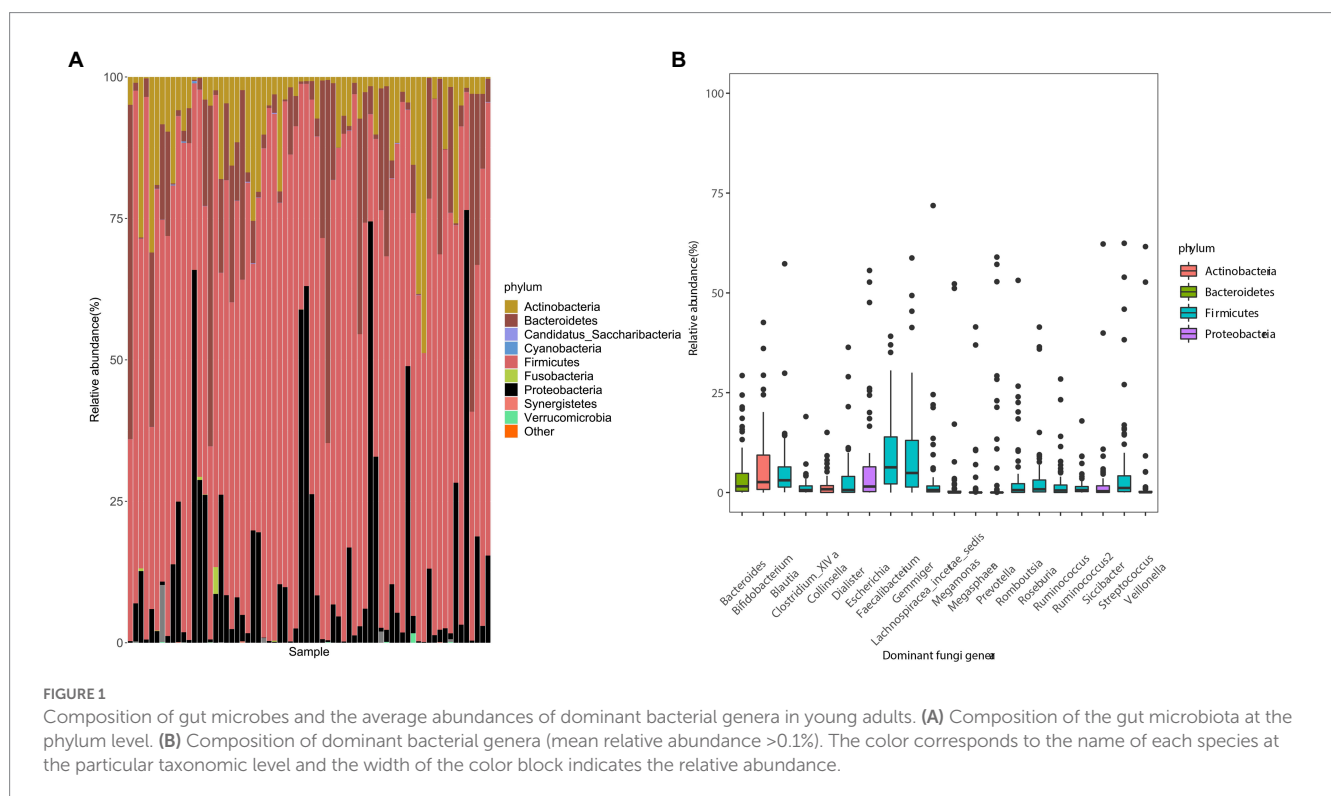 A
100
75
50
25
0
Relative abundance(%)
Sample
phylum
Actinobacteria
Bacteroidetes
Candidatus_Saccharibacteria
Cyanobacteria
Firmicutes
Fusobacteria
Proteobacteria
Synergistetes
Verrucomicrobia
Other
B
100
75
50
25
0
Relative abundance(%)
Bacteroides
Bifidobacterium
Blautia
Clostridium_XIVa
Collinsella
Dialister
Escherichia
Faecalibacterium
Gemmiger
Lachnospiracea_incetae_sedis
Megamonas
Megasphaera
Prevotella
Romboutsia
Roseburia
Ruminococcus
Ruminococcus2
Siccibacter
Streptococcus
Veillonella
Dominant fungi genera
phylum
Actinobacteria
Bacteroidetes
Firmicutes
Proteobacteria
FIGURE 1
Composition of gut microbes and the average abundances of dominant bacterial genera in young adults. (A) Composition of the gut microbiota at the
phylum level. (B) Composition of dominant bacterial genera (mean relative abundance >0.1%). The color corresponds to the name of each species at
the particular taxonomic level and the width of the color block indicates the relative abundance.